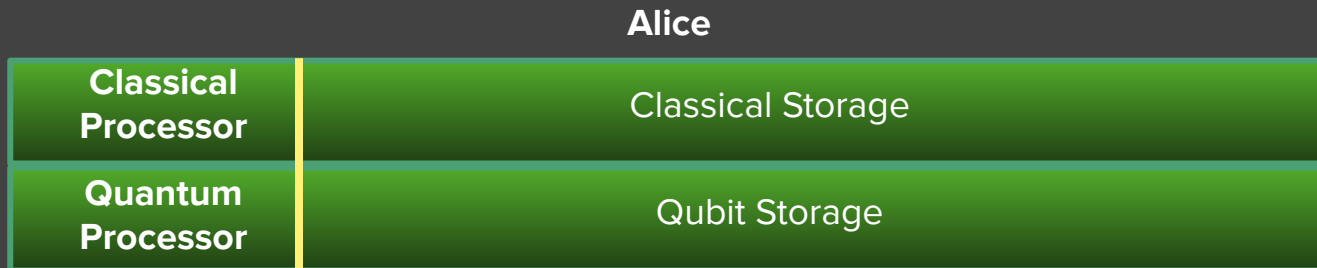 Alice
Classical
Processor
Classical Storage
Quantum
Processor
Qubit Storage